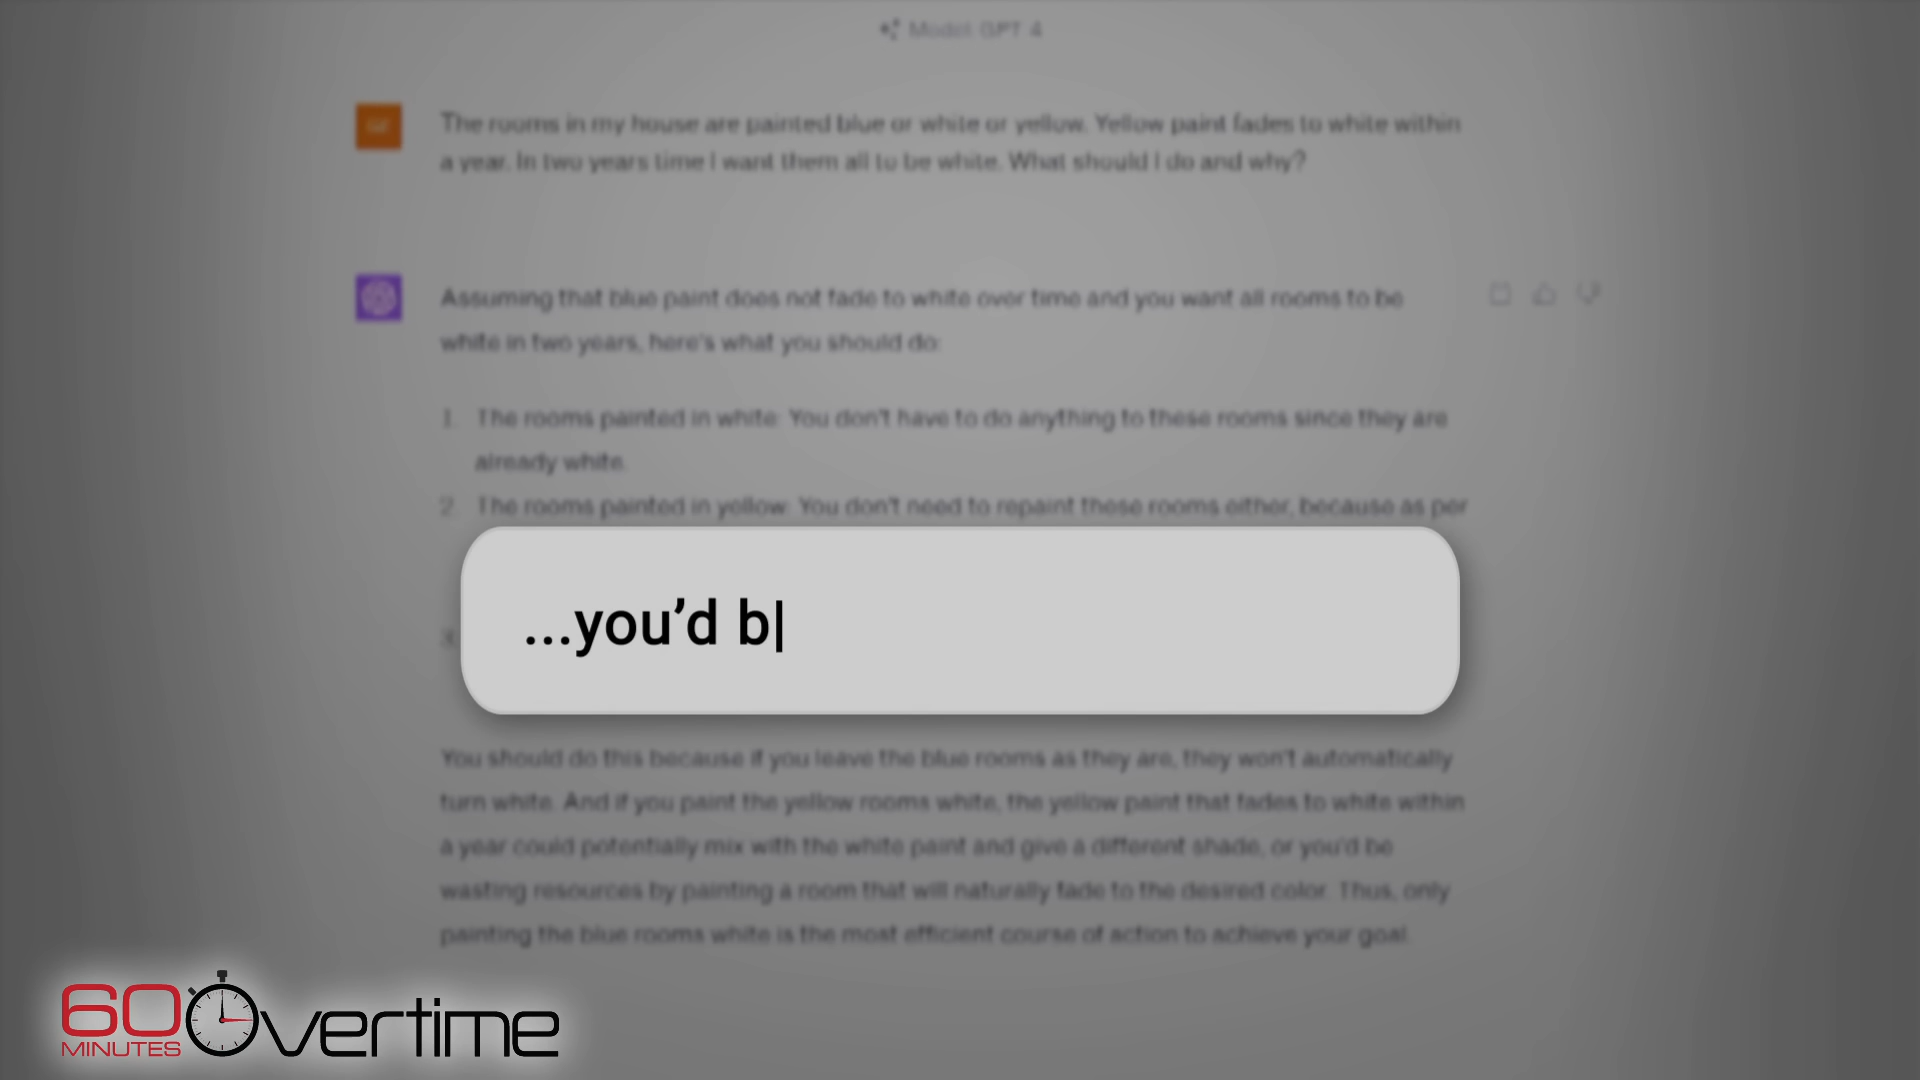 Model: GPT 4
The rooms in my house are painted blue or white or yellow. Yellow paint fades to white within
a year. In two years time I want them all to be white. What should I do and why?
Assuming that blue paint does not fade to white over time and you want all rooms to be
white in two years, here's what you should do:
1. The rooms painted in white: You don't have to do anything to these rooms since they are
already white.
2. The rooms painted in yellow: You don't need to repaint these rooms either, because as per
...you’d b
3.
You should do this because if you leave the blue rooms as they are, they won't automatically
turn white. And if you paint the yellow rooms white, the yellow paint that fades to white within
a year could potentially mix with the white paint and give a different shade, or you'd be
wasting resources by painting a room that will naturally fade to the desired color. Thus, only
painting the blue rooms white is the most efficient course of action to achieve your goal.
60 Overtime
MINUTES